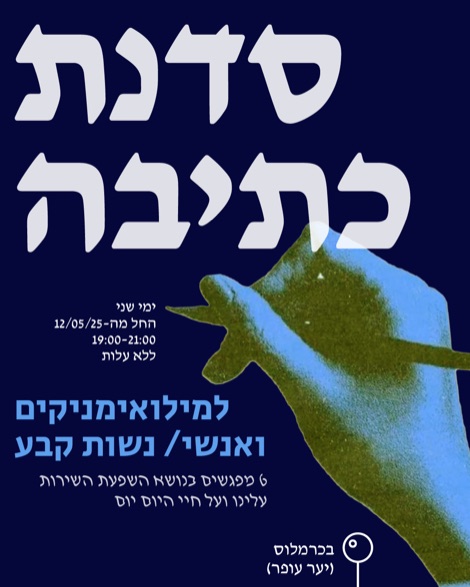 סדנת
כתיבה
ימי שני
החל מה-12/05/25
19:00-21:00
ללא עלות
למילואימניקים
ואנשי/ נשות קבע
6 מפגשים בנושא השפעת השירות
עלינו ועל חיי היום יום
בכרמלוס
(יער עופר)